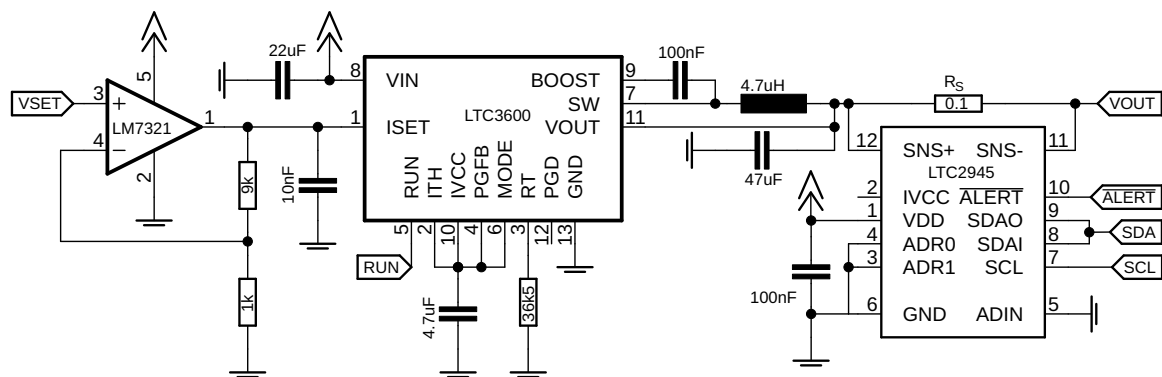 VSET
3
+
4
−
5
LM7321
2
1
9k
1k
10nF
22uF
8
VIN
1
ISET
LTC3600
BOOST
9
SW
7
VOUT
11
RUN
ITH
IVCC
PGFB
MODE
RT
PGD
GND
5
2
10
4
6
3
12
13
RUN
4.7uF
36k5
100nF
4.7uH
47uF
RS
0.1
VOUT
12
SNS+
SNS-
11
LTC2945
2
IVCC
ALERT
10
ALERT
1
VDD
SDAO
9
4
ADR0
SDAI
8
SDA
3
ADR1
SCL
7
SCL
100nF
6
GND
ADIN
5